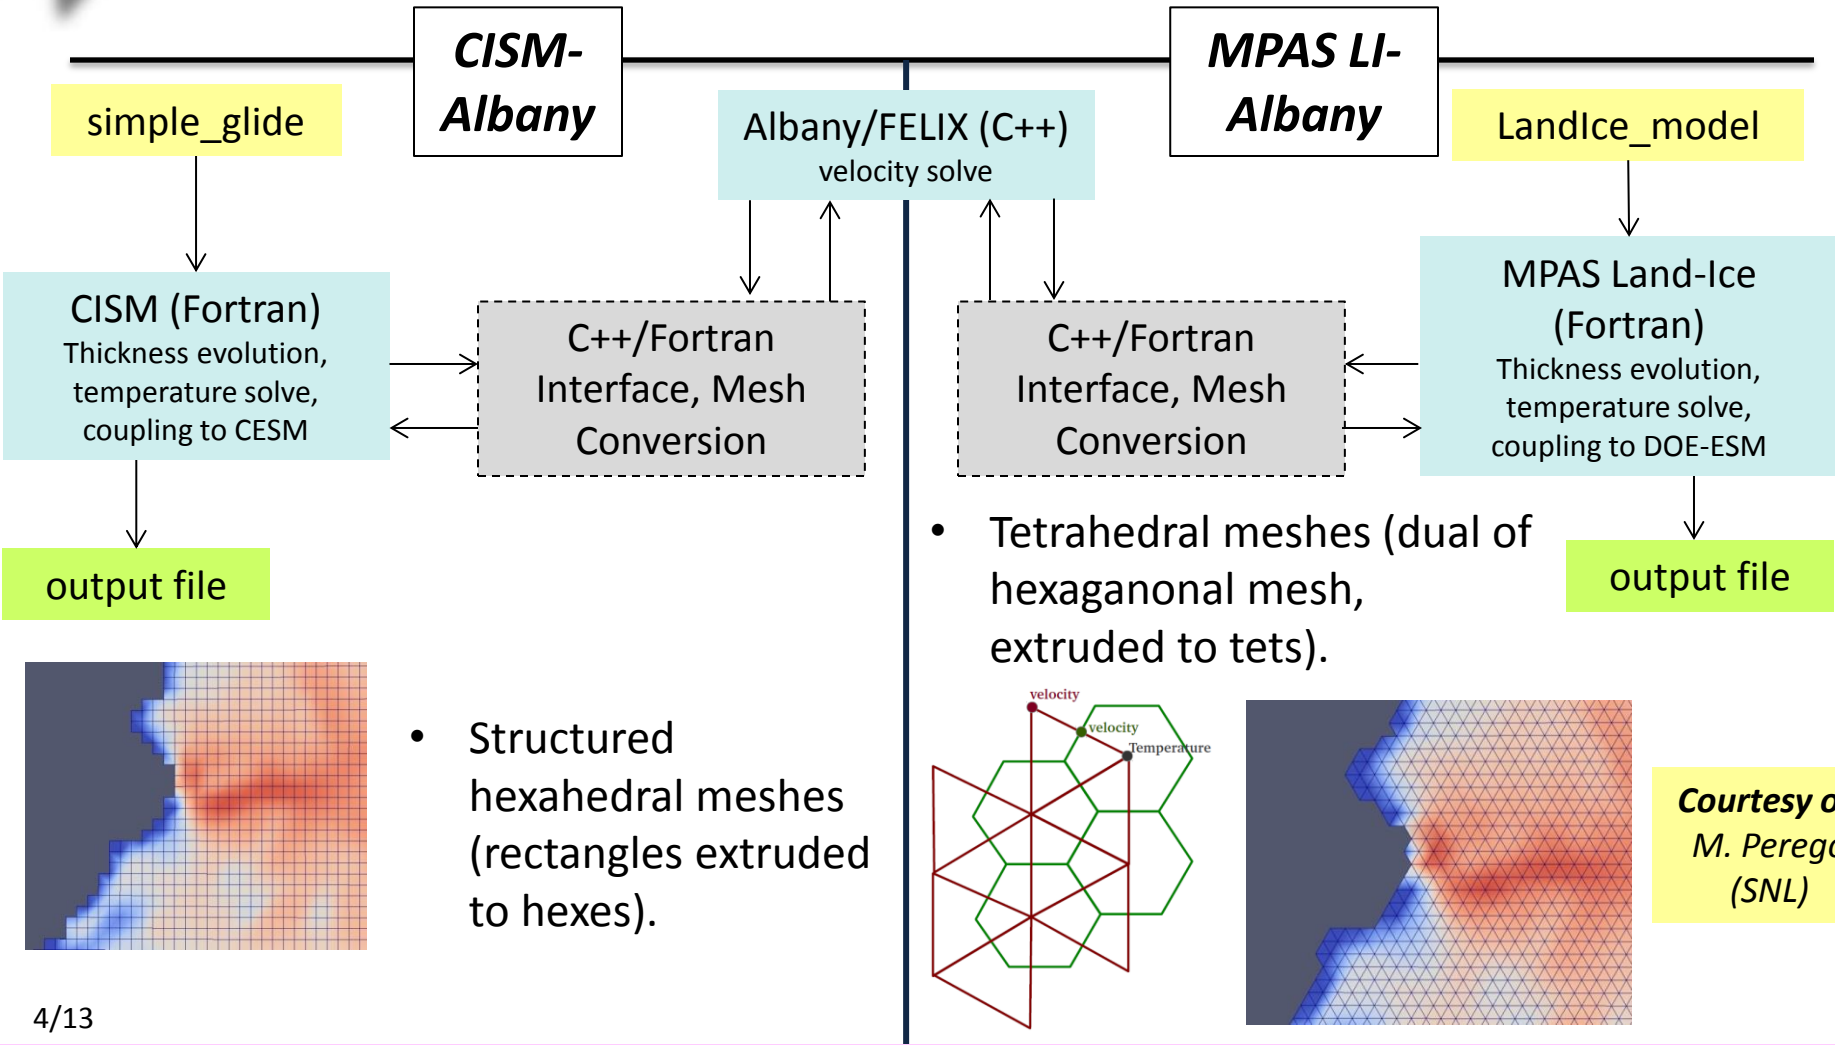 CISM-
Albany
MPAS LI-
Albany
simple_glide
Albany/FELIX (C++)
velocity solve
LandIce_model
CISM (Fortran)
Thickness evolution,
temperature solve,
coupling to CESM
C++/Fortran
Interface, Mesh
Conversion
C++/Fortran
Interface, Mesh
Conversion
MPAS Land-Ice
(Fortran)
Thickness evolution,
temperature solve,
coupling to DOE-ESM
output file
• Tetrahedral meshes (dual of
hexaganonal mesh,
extruded to tets).
output file
• Structured
hexahedral meshes
(rectangles extruded
to hexes).
velocity
velocity
Temperature
Courtesy o
M. Perego
(SNL)
4/13